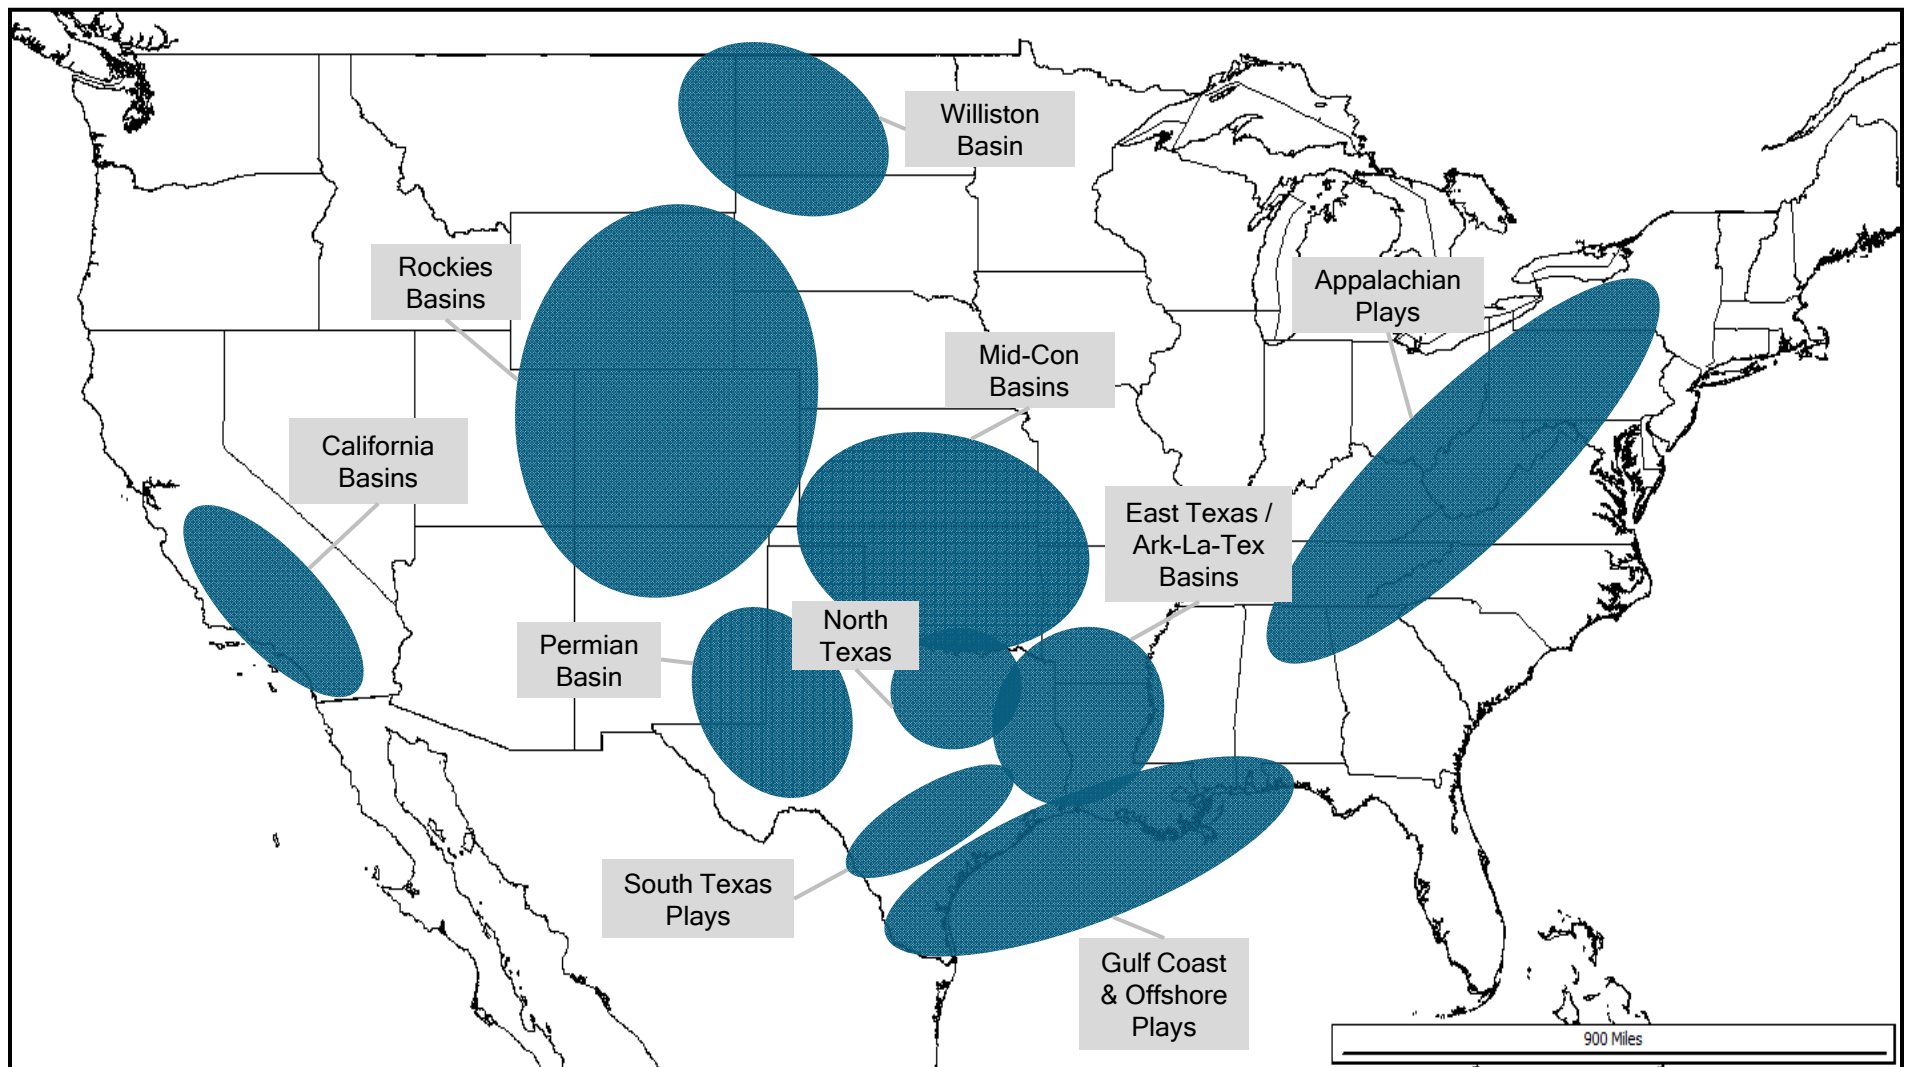 Williston
Basin
Rockies
Basins
Appalachian
Plays
Mid-Con
Basins
California
Basins
East Texas /
Ark-La-Tex
Basins
North
Texas
Permian
Basin
South Texas
Plays
Gulf Coast
& Offshore
Plays
900 Miles